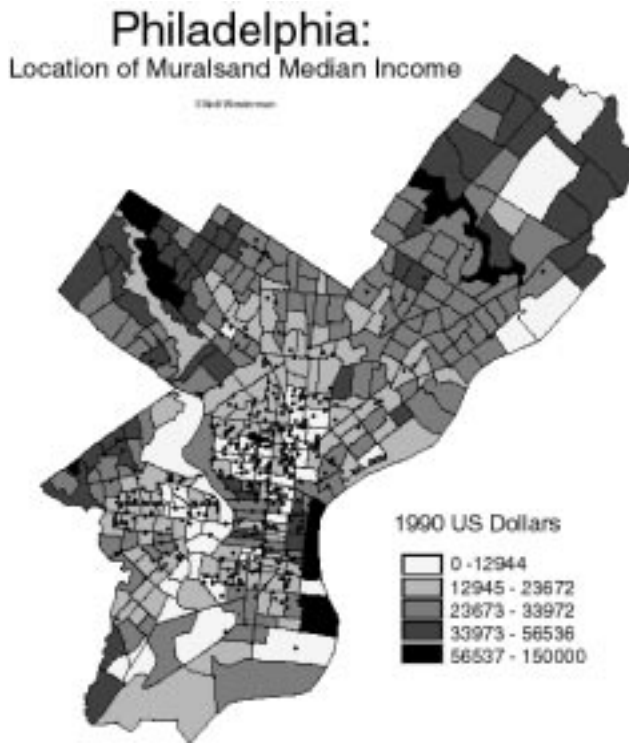 Philadelphia:
Location of Muralsand Median Income
1990 US Dollars
0 -12944
12945 - 23672
23673 - 33972
33973 - 56536
56537 - 150000